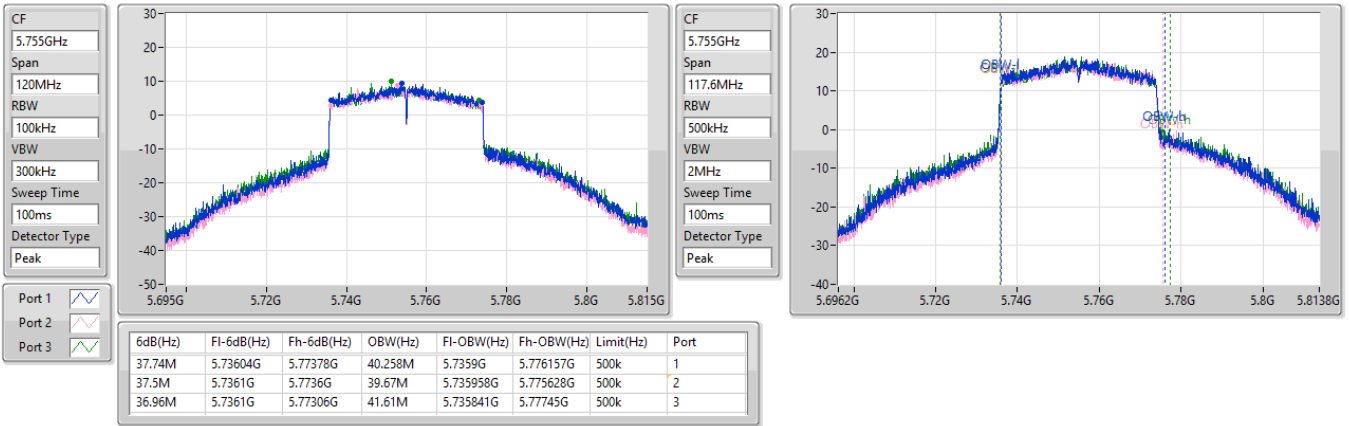 CF
5.755GHz
Span
120MHz
RBW
100kHz
VBW
300kHz
Sweep Time
100ms
Detector Type
Peak
Port 1
Port 2
Port 3
30
20
10
0
-10
-20
-30
-40
-50
5.695G 5.72G 5.74G 5.76G 5.78G 5.8G 5.815G
CF
5.755GHz
Span
117.6MHz
RBW
500kHz
VBW
2MHz
Sweep Time
100ms
Detector Type
Peak
30
20
10
0
-10
-20
-30
-40
OBW-l
OBW-h
5.6962G 5.72G 5.74G 5.76G 5.78G 5.8G 5.8138G
6dB(Hz) Fl-6dB(Hz) Fh-6dB(Hz) OBW(Hz) Fl-OBW(Hz) Fh-OBW(Hz) Limit(Hz) Port
37.74M 5.73604G 5.77378G 40.258M 5.7359G 5.776157G 500k 1
37.5M 5.7361G 5.7736G 39.67M 5.735958G 5.775628G 500k 2
36.96M 5.7361G 5.77306G 41.61M 5.735841G 5.77745G 500k 3